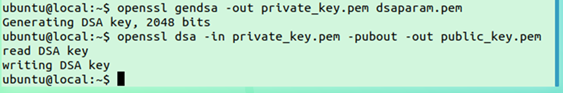 ubuntu@local:~$ openssl gendsa -out private_key.pem dsaparam.pem
Generating DSA key, 2048 bits
ubuntu@local:~$ openssl dsa -in private_key.pem -pubout -out public_key.pem
read DSA key
writing DSA key
ubuntu@local:~$